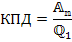 КПД = 𝔸п / ℚ1